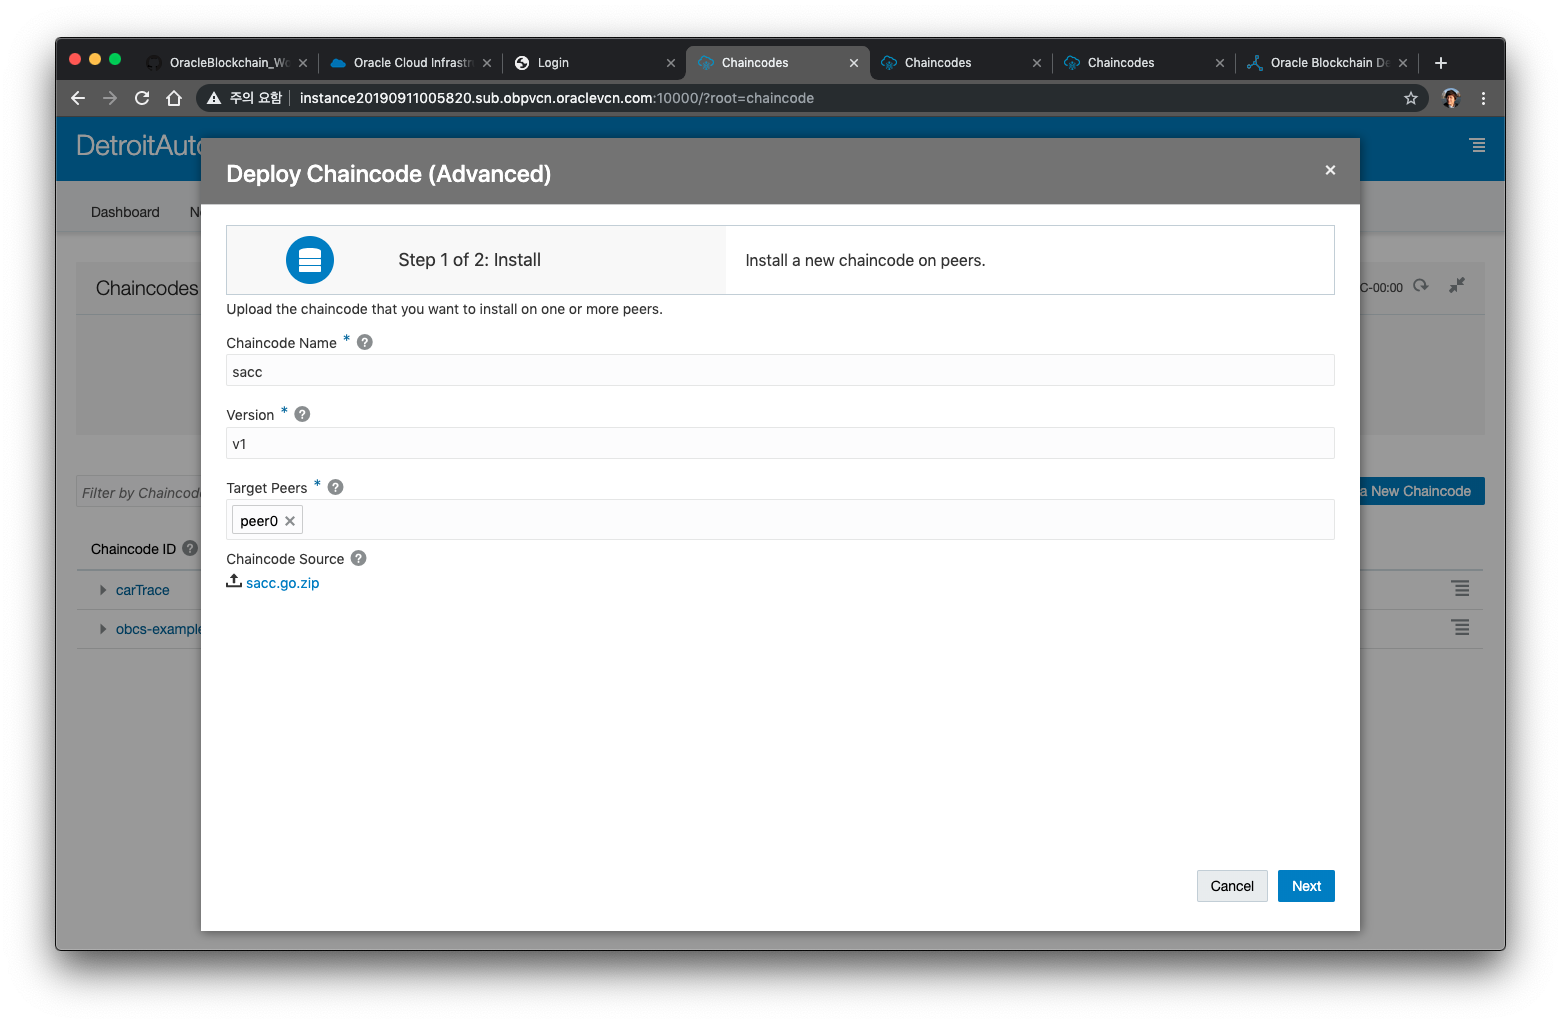 OracleBlockchain_Wo
Oracle Cloud Infrastru
Login
Chaincodes
Chaincodes
Chaincodes
Oracle Blockchain De
주의 요함
instance20190911005820.sub.obpvcn.oraclevcn.com:10000/?root=chaincode
DetroitAuto
Deploy Chaincode (Advanced)
Dashboard
N
Step 1 of 2: Install
Install a new chaincode on peers.
Chaincodes
C-00:00
Upload the chaincode that you want to install on one or more peers.
Chaincode Name * ?
sacc
Version * ?
v1
Target Peers * ?
Filter by Chaincode
a New Chaincode
peer0
Chaincode ID ?
Chaincode Source ?
sacc.go.zip
carTrace
obcs-example
Cancel
Next